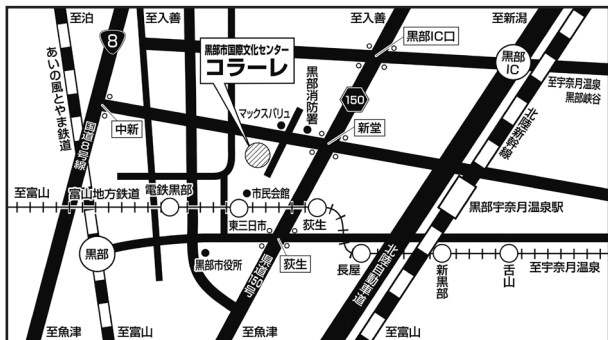 至泊
至入善
至入善
至新潟
8
黒部市国際文化センター
コラーレ
黒部IC口
黒部
IC
あいの風とやま鉄道
黒部消防署
150
至宇奈月温泉
黒部峡谷
マックスバリュ
中新
新堂
北陸新幹線
国道8号線
至富山
富山地方鉄道
電鉄黒部
市民会館
東三日市
荻生
黒部宇奈月温泉駅
黒部
黒部市役所
荻生
県道150号
長屋
北陸自動車道
新黒部
舌山
至宇奈月温泉
至魚津
至富山
至魚津
至富山